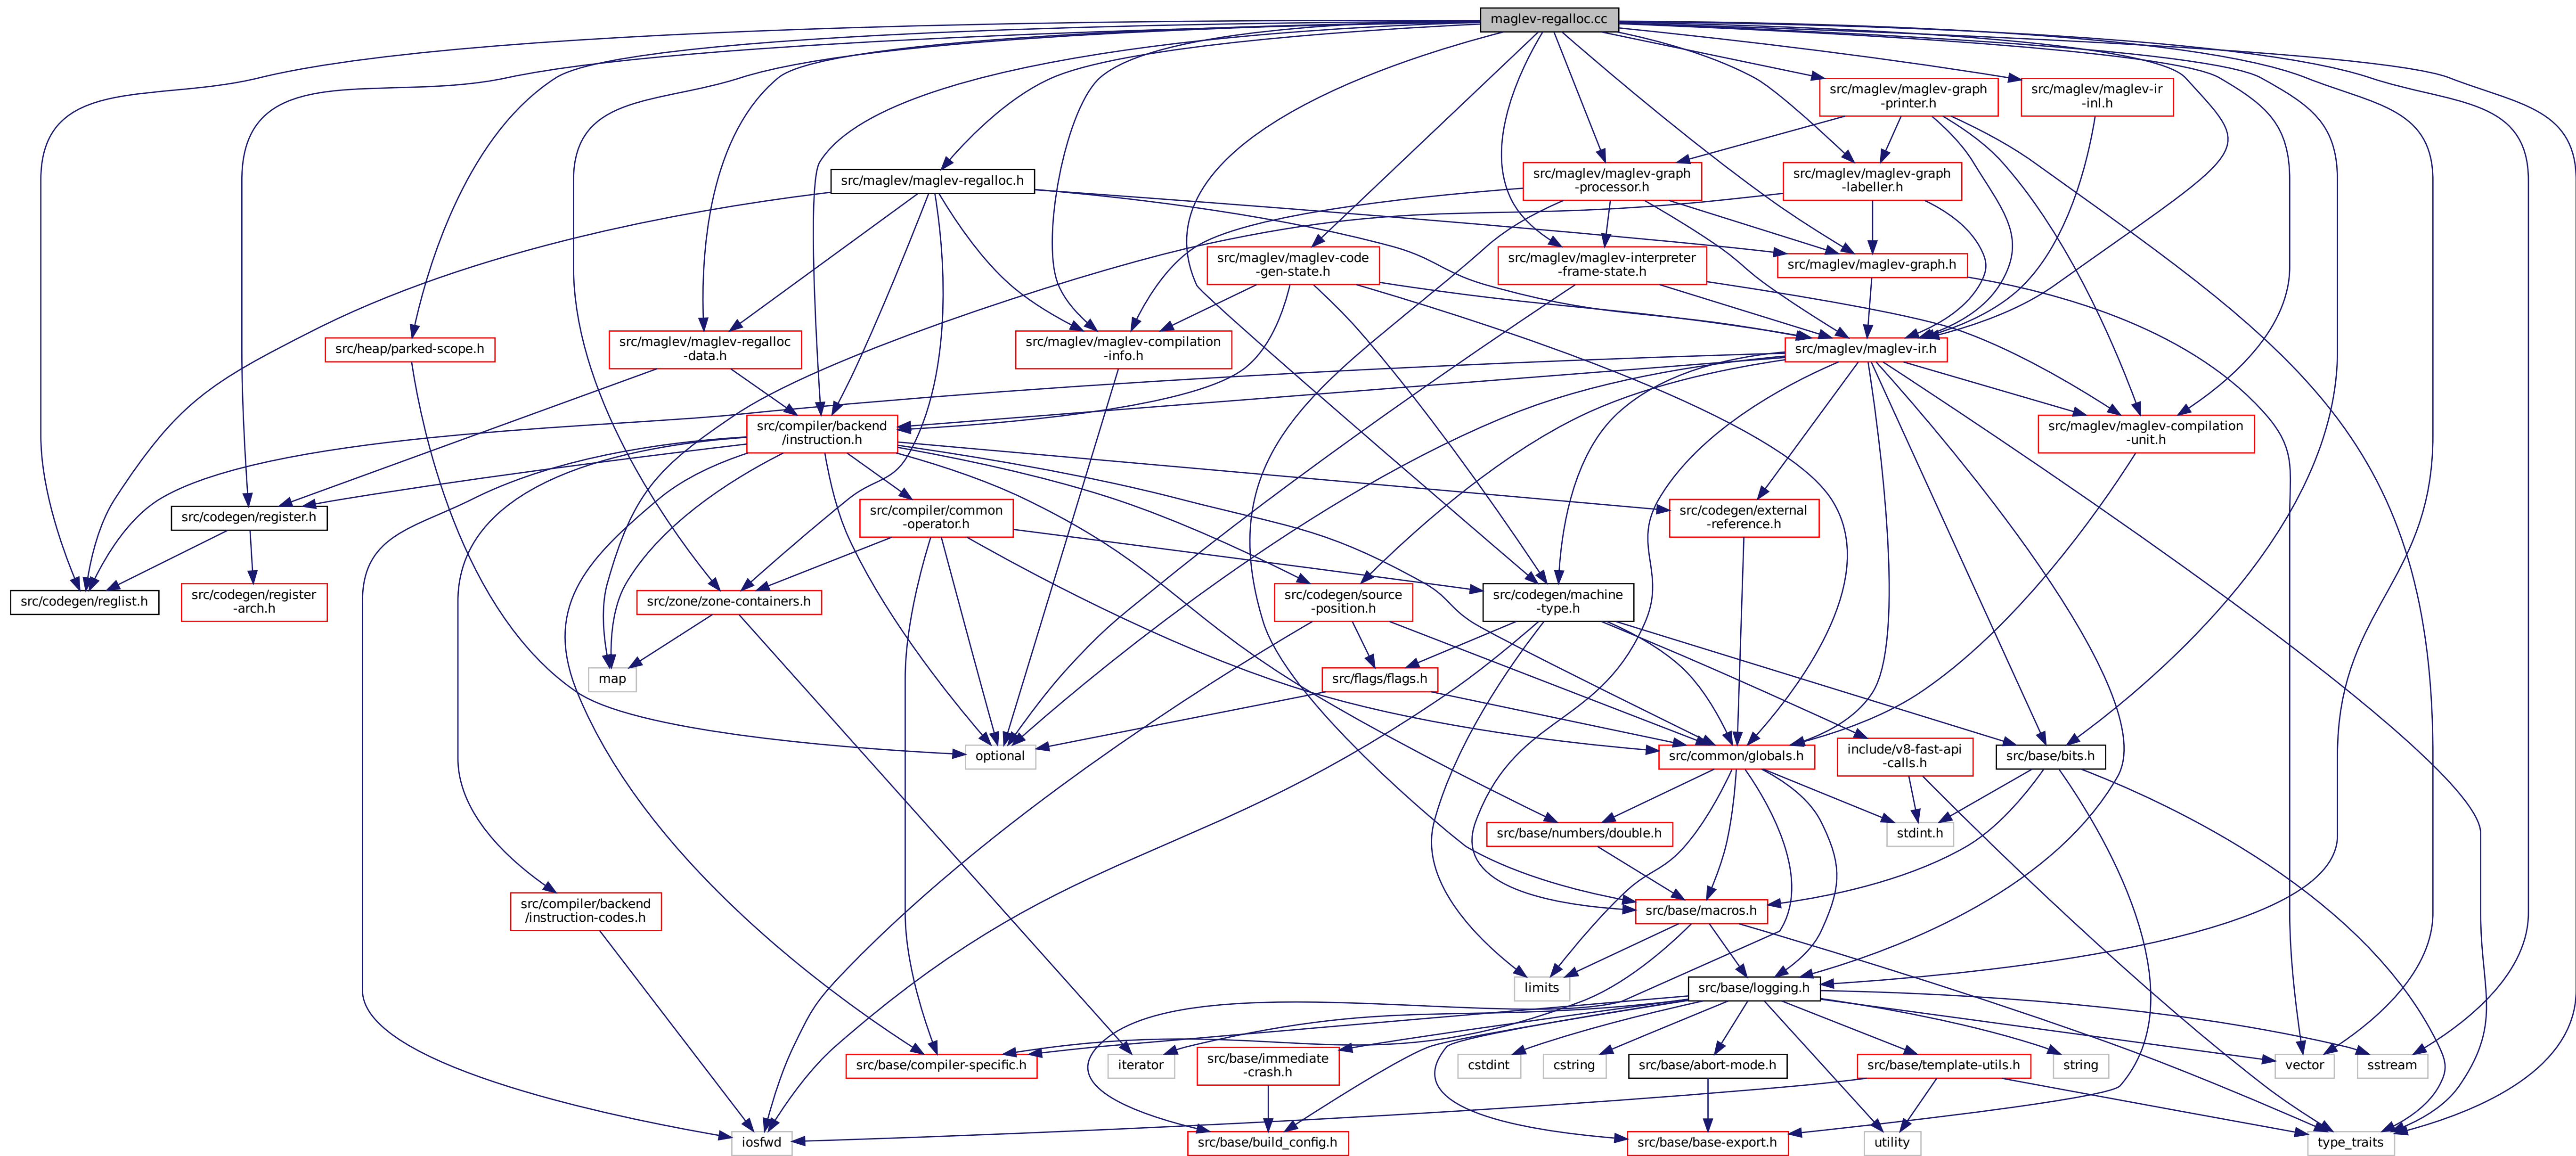 maglev-regalloc.cc
src/maglev/maglev-graph
-printer.h
src/maglev/maglev-ir
-inl.h
src/maglev/maglev-regalloc.h
src/maglev/maglev-graph
-processor.h
src/maglev/maglev-graph
-labeller.h
src/maglev/maglev-code
-gen-state.h
src/maglev/maglev-interpreter
-frame-state.h
src/maglev/maglev-graph.h
src/heap/parked-scope.h
src/maglev/maglev-regalloc
-data.h
src/maglev/maglev-compilation
-info.h
src/maglev/maglev-ir.h
src/compiler/backend
/instruction.h
src/maglev/maglev-compilation
-unit.h
src/codegen/register.h
src/compiler/common
-operator.h
src/codegen/external
-reference.h
src/codegen/reglist.h
src/codegen/register
-arch.h
src/zone/zone-containers.h
src/codegen/source
-position.h
src/codegen/machine
-type.h
map
src/flags/flags.h
optional
src/common/globals.h
include/v8-fast-api
-calls.h
src/base/bits.h
src/base/numbers/double.h
stdint.h
src/compiler/backend
/instruction-codes.h
src/base/macros.h
limits
src/base/logging.h
src/base/compiler-specific.h
iterator
src/base/immediate
-crash.h
cstdint
cstring
src/base/abort-mode.h
src/base/template-utils.h
string
vector
sstream
iosfwd
src/base/build_config.h
src/base/base-export.h
utility
type_traits